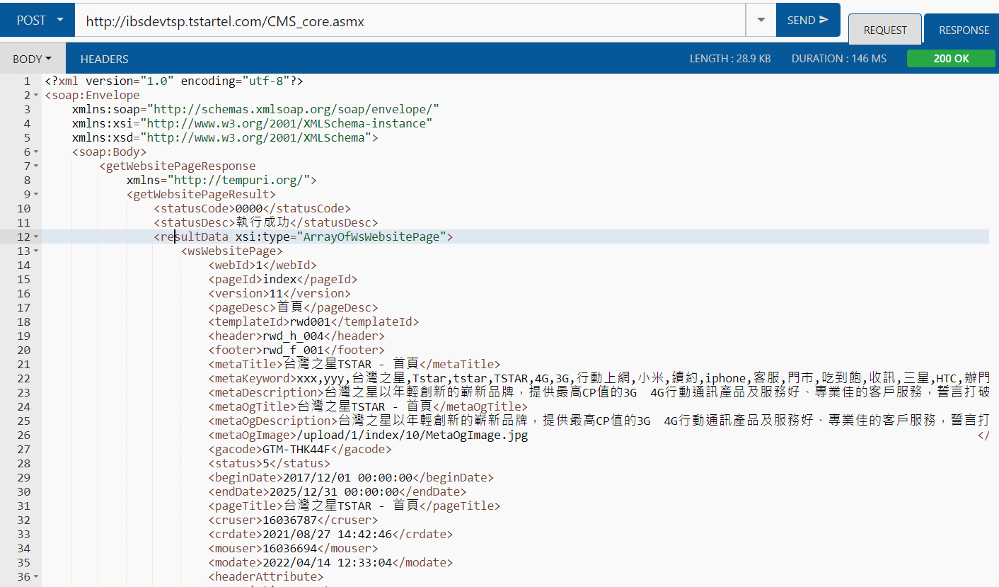 POST http://ibsdevtsp.tstartel.com/CMS_core.asmx SEND REQUEST RESPONSE
BODY HEADERS LENGTH : 28.9 KB DURATION : 146 MS 200 OK
1 <?xml version="1.0" encoding="utf-8"?>
2 <soap:Envelope
3 xmlns:soap="http://schemas.xmlsoap.org/soap/envelope/"
4 xmlns:xsi="http://www.w3.org/2001/XMLSchema-instance"
5 xmlns:xsd="http://www.w3.org/2001/XMLSchema">
6 <soap:Body>
7 <getWebsitePageResponse
8 xmlns="http://tempuri.org/">
9 <getWebsitePageResult>
10 <statusCode>0000</statusCode>
11 <statusDesc>執行成功</statusDesc>
12 <resultData xsi:type="ArrayOfWsWebsitePage">
13 <wsWebsitePage>
14 <webId>1</webId>
15 <pageId>index</pageId>
16 <version>11</version>
17 <pageDesc>首頁</pageDesc>
18 <templateId>rwd001</templateId>
19 <header>rwd_h_004</header>
20 <footer>rwd_f_001</footer>
21 <metaTitle>台灣之星TSTAR - 首頁</metaTitle>
22 <metaKeyword>xxx,yyy,台灣之星,Tstar,tstar,TSTAR,4G,3G,行動上網,小米,續約,iphone,客服,門市,吃到飽,收訊,三星,HTC,辦門
23 <metaDescription>台灣之星以年輕創新的嶄新品牌，提供最高CP值的3G 4G行動通訊產品及服務好、專業佳的客戶服務，誓言打破
24 <metaOgTitle>台灣之星TSTAR - 首頁</metaOgTitle>
25 <metaOgDescription>台灣之星以年輕創新的嶄新品牌，提供最高CP值的3G 4G行動通訊產品及服務好、專業佳的客戶服務，誓言打
26 <metaOgImage>/upload/1/index/10/MetaOgImage.jpg </
27 <gacode>GTM-THK44F</gacode>
28 <status>5</status>
29 <beginDate>2017/12/01 00:00:00</beginDate>
30 <endDate>2025/12/31 00:00:00</endDate>
31 <pageTitle>台灣之星TSTAR - 首頁</pageTitle>
32 <cruser>16036787</cruser>
33 <crdate>2021/08/27 14:42:46</crdate>
34 <mouser>16036694</mouser>
35 <modate>2022/04/14 12:33:04</modate>
36 <headerAttribute>